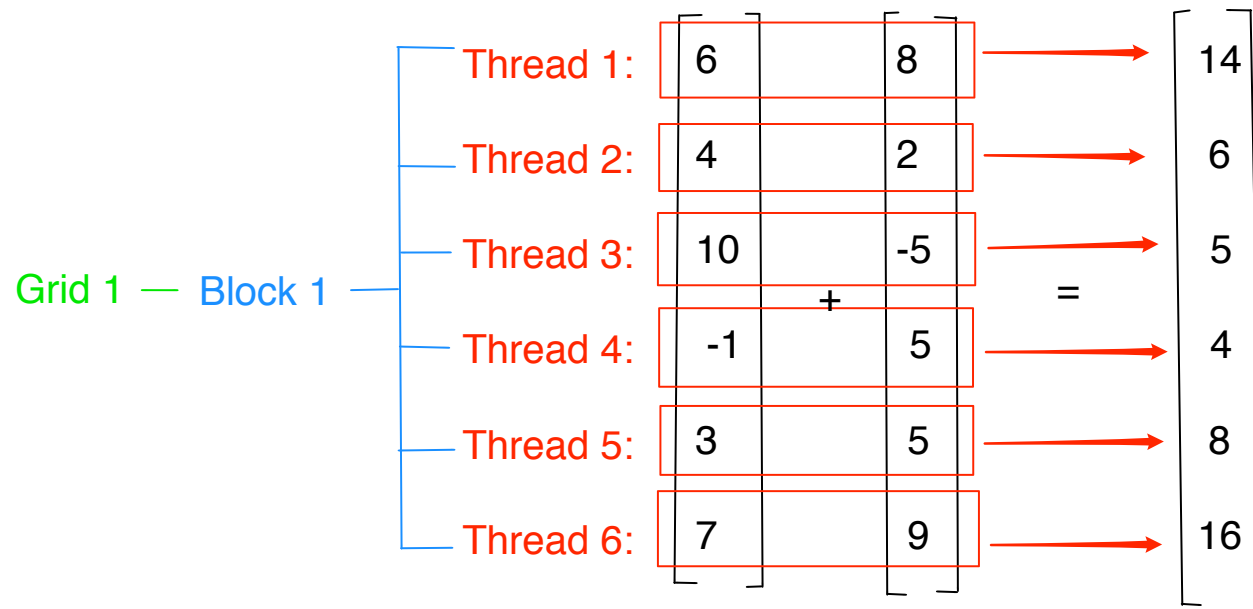 Thread 1: 6 8 14
Thread 2: 4 2 6
Thread 3: 10 -5 5
Grid 1 Block 1 + =
Thread 4: -1 5 4
Thread 5: 3 5 8
Thread 6: 7 9 16